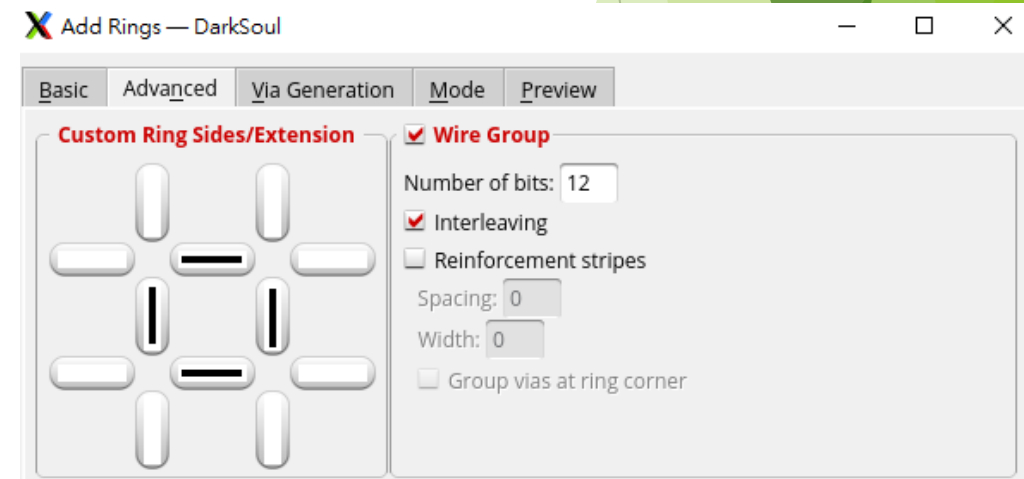 Add Rings — DarkSoul
Basic Advanced Via Generation Mode Preview
Custom Ring Sides/Extension
Wire Group
Number of bits: 12
Interleaving
Reinforcement stripes
Spacing: 0
Width: 0
Group vias at ring corner